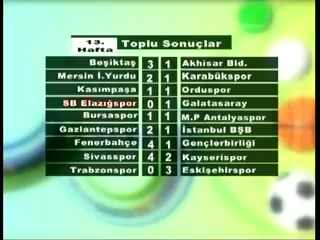 13. Hafta Toplu Sonuçlar
Beşiktaş 3 1 Akhisar Bld.
Mersin İ.Yurdu 2 1 Karabükspor
Kasımpaşa 1 1 Orduspor
SB Elazığspor 0 1 Galatasaray
Bursaspor 1 1 M.P Antalyaspor
Gaziantepspor 2 1 İstanbul BŞB
Fenerbahçe 4 1 Gençlerbirliği
Sivasspor 4 2 Kayserispor
Trabzonspor 0 3 Eskişehirspor